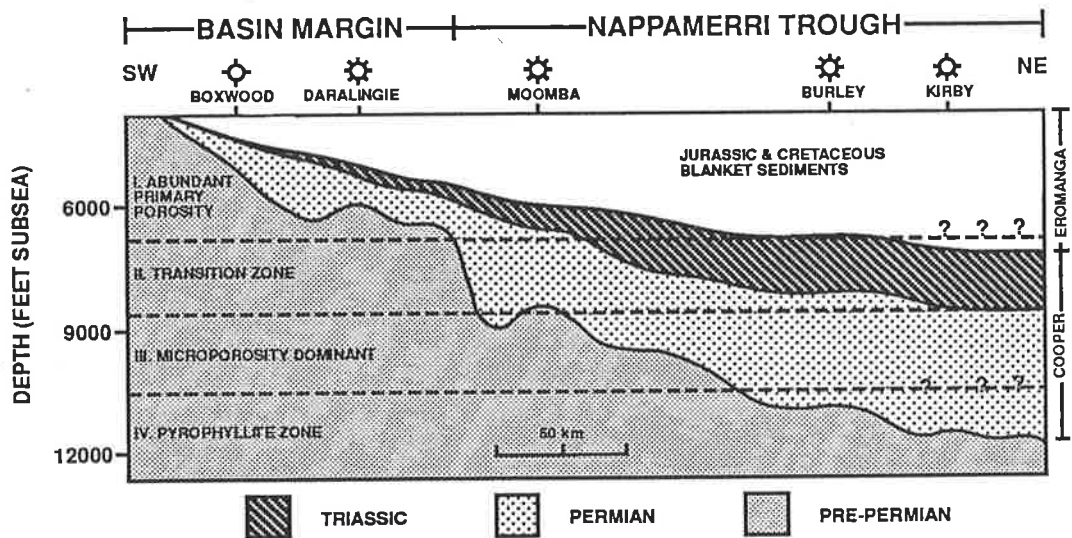 BASIN MARGIN
NAPPAMERRI TROUGH
SW
NE
BOXWOOD
DARALINGIE
MOOMBA
BURLEY
KIRBY
DEPTH (FEET SUBSEA)
6000
9000
12000
JURASSIC & CRETACEOUS
BLANKET SEDIMENTS
I. ABUNDANT
PRIMARY
POROSITY
? ? ?
II. TRANSITION ZONE
III. MICROPOROSITY DOMINANT
? ? ?
IV. PYROPHYLLITE ZONE
50 km
EROMANGA
COOPER
TRIASSIC
PERMIAN
PRE-PERMIAN